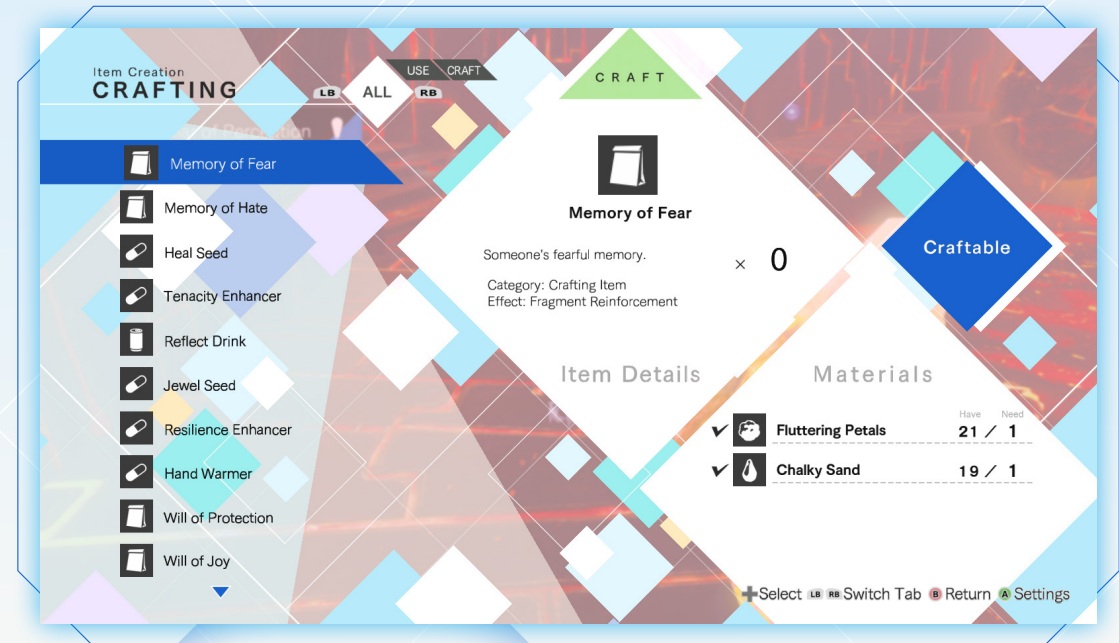 Item Creation
CRAFTING
LB ALL RB
USE CRAFT
CRAFT
of Perception
Memory of Fear
Memory of Hate
Heal Seed
Tenacity Enhancer
Reflect Drink
Jewel Seed
Resilience Enhancer
Hand Warmer
Will of Protection
Will of Joy
Memory of Fear
Someone's fearful memory.
× 0
Category: Crafting Item
Effect: Fragment Reinforcement
Item Details
Craftable
Materials
Have Need
Fluttering Petals 21 / 1
Chalky Sand 19 / 1
Select LB RB Switch Tab B Return A Settings